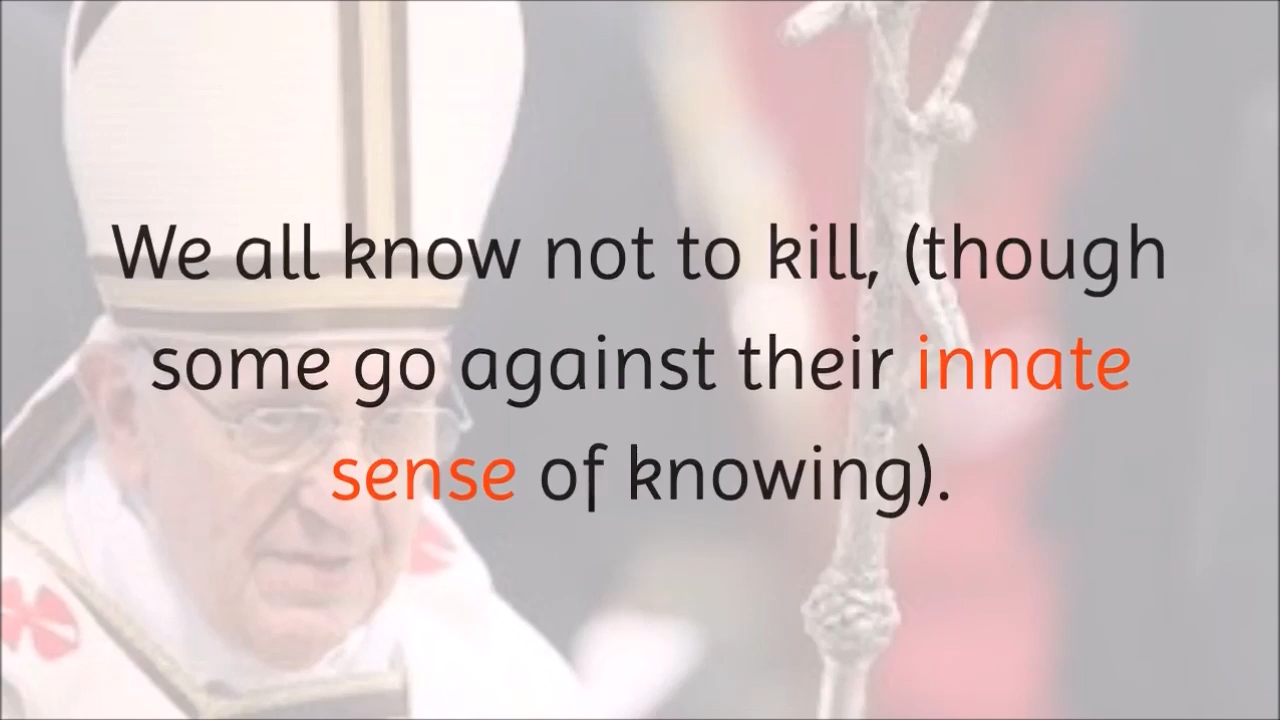 We all know not to kill, (though
some go against their innate
sense of knowing).